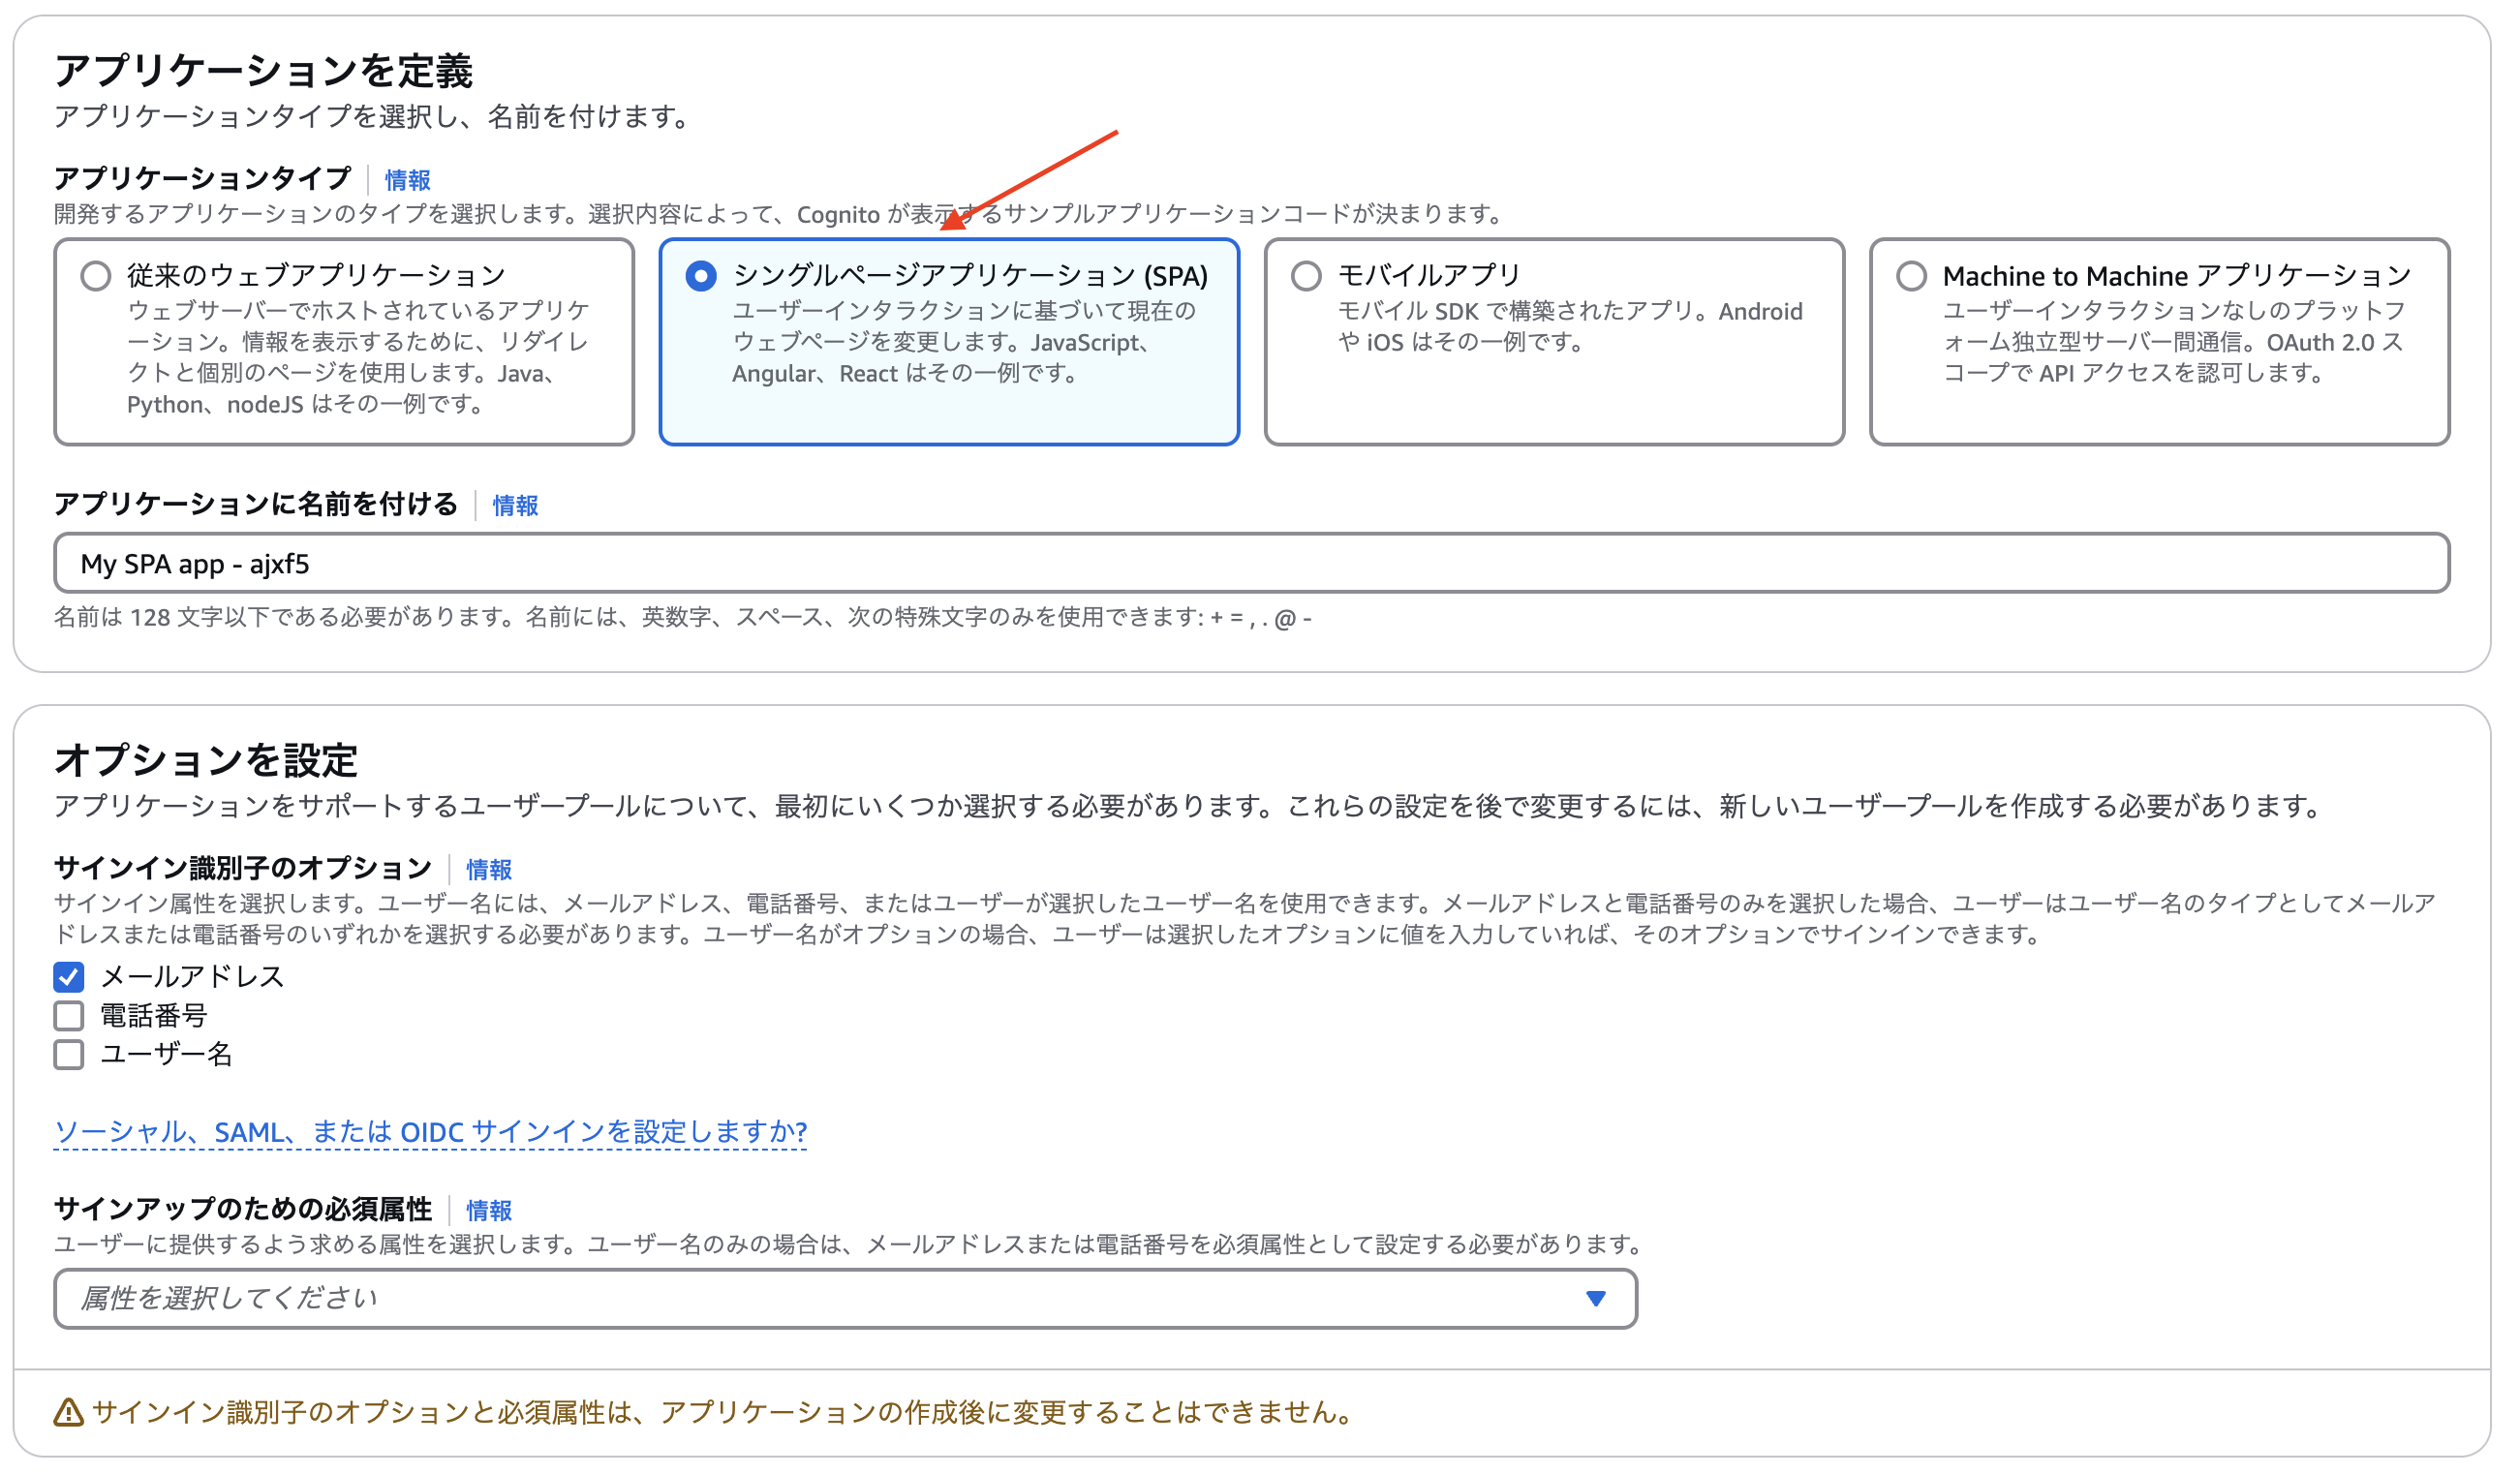 アプリケーションを定義
アプリケーションタイプを選択し、名前を付けます。
アプリケーションタイプ 情報
開発するアプリケーションのタイプを選択します。選択内容によって、Cognito が表示するサンプルアプリケーションコードが決まります。
従来のウェブアプリケーション
ウェブサーバーでホストされているアプリケ
ーション。情報を表示するために、リダイレ
クトと個別のページを使用します。Java、
Python、nodeJS はその一例です。
シングルページアプリケーション (SPA)
ユーザーインタラクションに基づいて現在の
ウェブページを変更します。JavaScript、
Angular、React はその一例です。
モバイルアプリ
モバイル SDK で構築されたアプリ。Android
や iOS はその一例です。
Machine to Machine アプリケーション
ユーザーインタラクションなしのプラットフ
ォーム独立型サーバー間通信。OAuth 2.0 ス
コープで API アクセスを認可します。
アプリケーションに名前を付ける 情報
My SPA app - ajxf5
名前は 128 文字以下である必要があります。名前には、英数字、スペース、次の特殊文字のみを使用できます: + = , . @ -
オプションを設定
アプリケーションをサポートするユーザープールについて、最初にいくつか選択する必要があります。これらの設定を後で変更するには、新しいユーザープールを作成する必要があります。
サインイン識別子のオプション 情報
サインイン属性を選択します。ユーザー名には、メールアドレス、電話番号、またはユーザーが選択したユーザー名を使用できます。メールアドレスと電話番号のみを選択した場合、ユーザーはユーザー名のタイプとしてメールア
ドレスまたは電話番号のいずれかを選択する必要があります。ユーザー名がオプションの場合、ユーザーは選択したオプションに値を入力していれば、そのオプションでサインインできます。
メールアドレス
電話番号
ユーザー名
ソーシャル、SAML、または OIDC サインインを設定しますか?
サインアップのための必須属性 情報
ユーザーに提供するよう求める属性を選択します。ユーザー名のみの場合は、メールアドレスまたは電話番号を必須属性として設定する必要があります。
属性を選択してください
サインイン識別子のオプションと必須属性は、アプリケーションの作成後に変更することはできません。